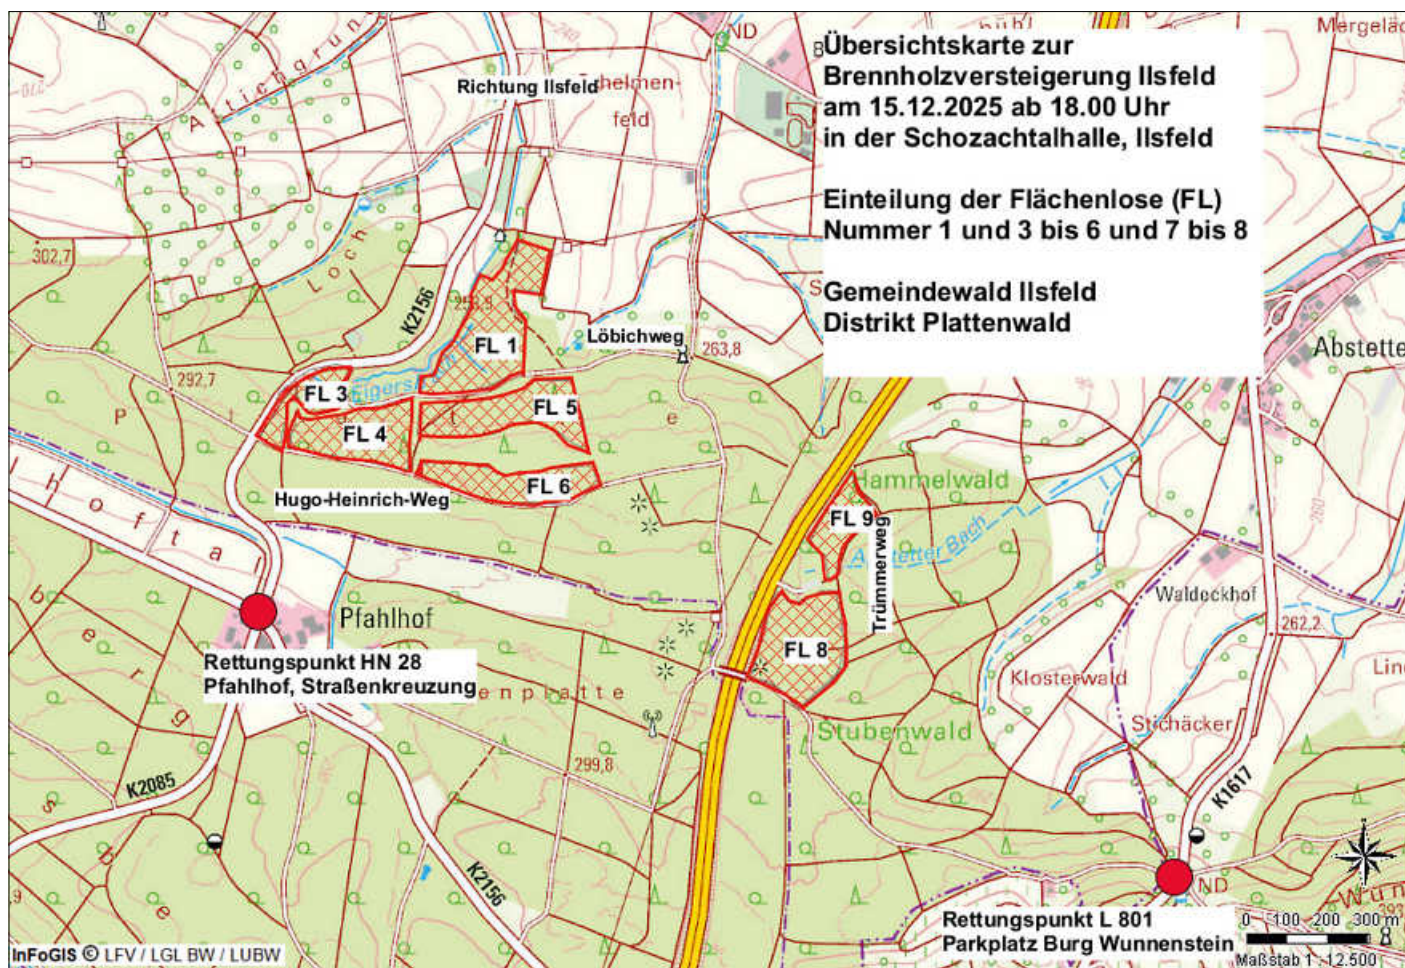 Übersichtskarte zur
Brennholzversteigerung Ilsfeld
am 15.12.2025 ab 18.00 Uhr
in der Schozachtalhalle, Ilsfeld
Einteilung der Flächenlose (FL)
Nummer 1 und 3 bis 6 und 7 bis 8
Gemeindewald Ilsfeld
Distrikt Plattenwald
ND
Mergeläc
Richtung Ilsfeld
feld
302,7
Loch
K2156
FL 1
Löbichweg
263,8
Abstette
292,7
FL 3
FL 5
FL 4
FL 6
Hugo-Heinrich-Weg
Hammelwald
FL 9
Trümmerweg
Waldeckhof
262,2
Pfahlhof
Rettungspunkt HN 28
Pfahlhof, Straßenkreuzung
enplatte
FL 8
Klosterwald
Stichäcker
Stubenwald
299,8
K2085
K2156
K1617
ND
Rettungspunkt L 801
Parkplatz Burg Wunnenstein
0 100 200 300 m
Maßstab 1 : 12.500
InFoGIS © LFV / LGL BW / LUBW